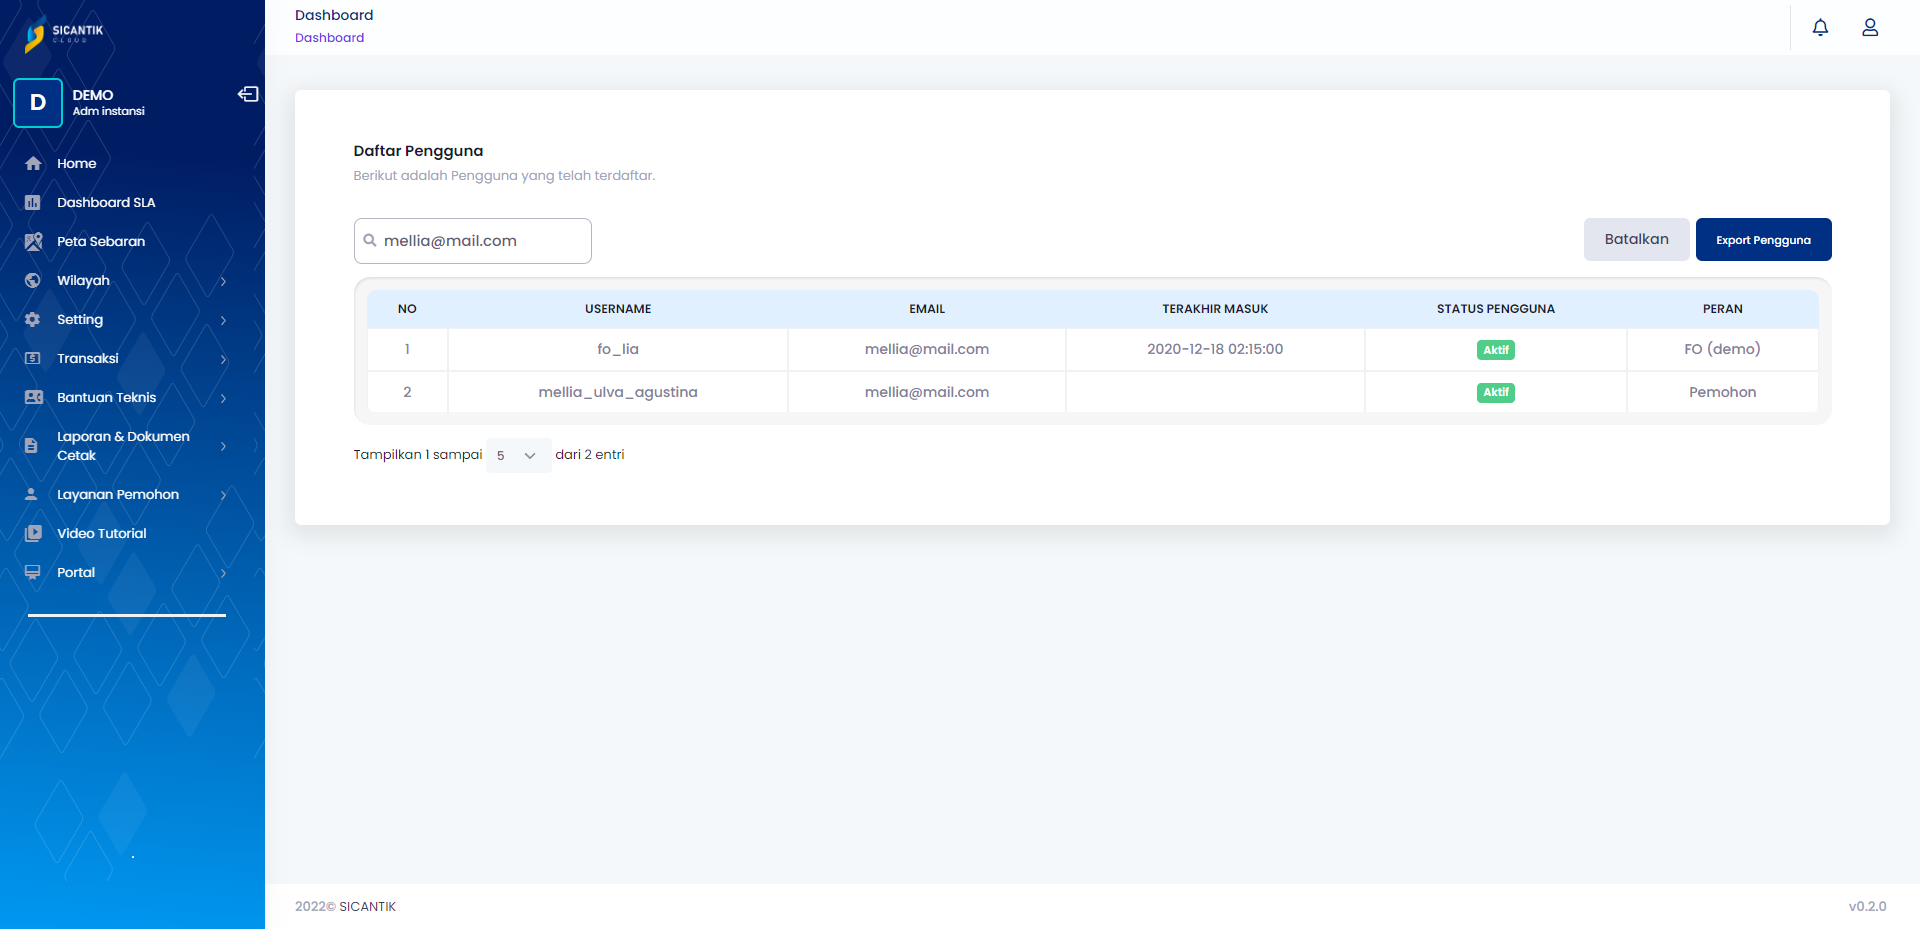 SICANTIK
CLOUD
D
DEMO
Adm instansi
Home
Dashboard SLA
Peta Sebaran
Wilayah
Setting
Transaksi
Bantuan Teknis
Laporan & Dokumen
Cetak
Layanan Pemohon
Video Tutorial
Portal
Dashboard
Dashboard
Daftar Pengguna
Berikut adalah Pengguna yang telah terdaftar.
mellia@mail.com
Batalkan
Export Pengguna
NO USERNAME EMAIL TERAKHIR MASUK STATUS PENGGUNA PERAN
1 fo_lia mellia@mail.com 2020-12-18 02:15:00 Aktif FO (demo)
2 mellia_ulva_agustina mellia@mail.com Aktif Pemohon
Tampilkan 1 sampai 5 dari 2 entri
2022© SICANTIK
v0.2.0